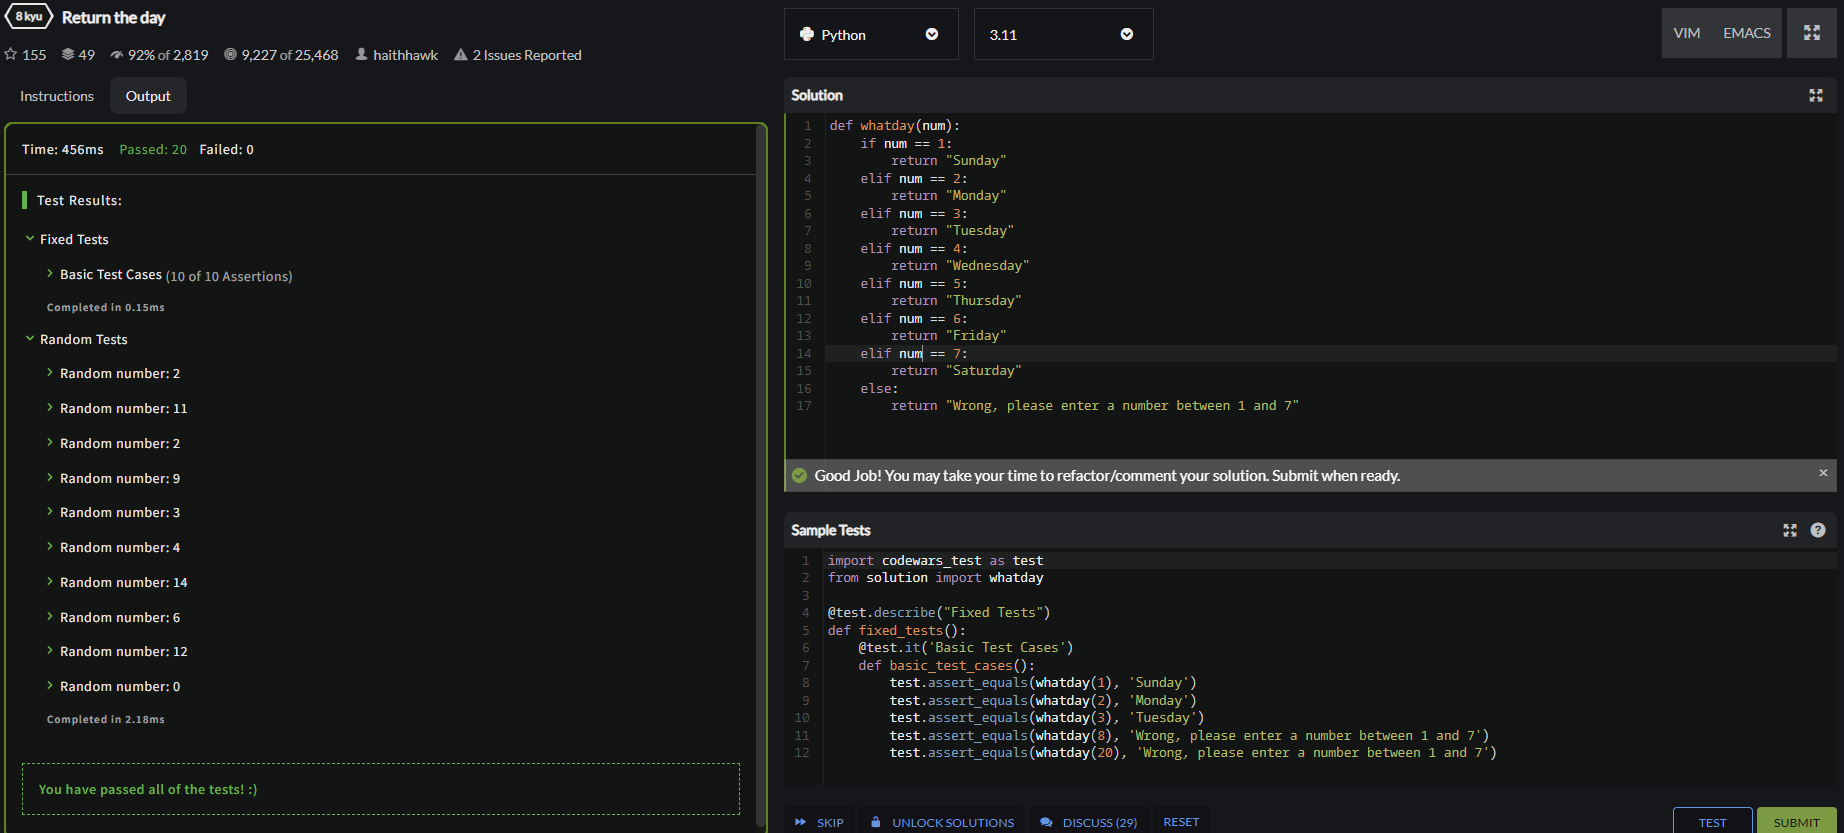 8 kyu Return the day
155 49 92% of 2,819 9,227 of 25,468 haithhawk 2 Issues Reported
Instructions Output
Time: 456ms Passed: 20 Failed: 0
Test Results:
Fixed Tests
Basic Test Cases (10 of 10 Assertions)
Completed in 0.15ms
Random Tests
Random number: 2
Random number: 11
Random number: 2
Random number: 9
Random number: 3
Random number: 4
Random number: 14
Random number: 6
Random number: 12
Random number: 0
Completed in 2.18ms
You have passed all of the tests! :)
Python 3.11 VIM EMACS
Solution
1 def whatday(num):
2     if num == 1:
3         return "Sunday"
4     elif num == 2:
5         return "Monday"
6     elif num == 3:
7         return "Tuesday"
8     elif num == 4:
9         return "Wednesday"
10     elif num == 5:
11         return "Thursday"
12     elif num == 6:
13         return "Friday"
14     elif num == 7:
15         return "Saturday"
16     else:
17         return "Wrong, please enter a number between 1 and 7"
Good Job! You may take your time to refactor/comment your solution. Submit when ready. ×
Sample Tests ?
1 import codewars_test as test
2 from solution import whatday
3
4 @test.describe("Fixed Tests")
5 def fixed_tests():
6     @test.it('Basic Test Cases')
7     def basic_test_cases():
8         test.assert_equals(whatday(1), 'Sunday')
9         test.assert_equals(whatday(2), 'Monday')
10         test.assert_equals(whatday(3), 'Tuesday')
11         test.assert_equals(whatday(8), 'Wrong, please enter a number between 1 and 7')
12         test.assert_equals(whatday(20), 'Wrong, please enter a number between 1 and 7')
SKIP UNLOCK SOLUTIONS DISCUSS (29) RESET TEST SUBMIT